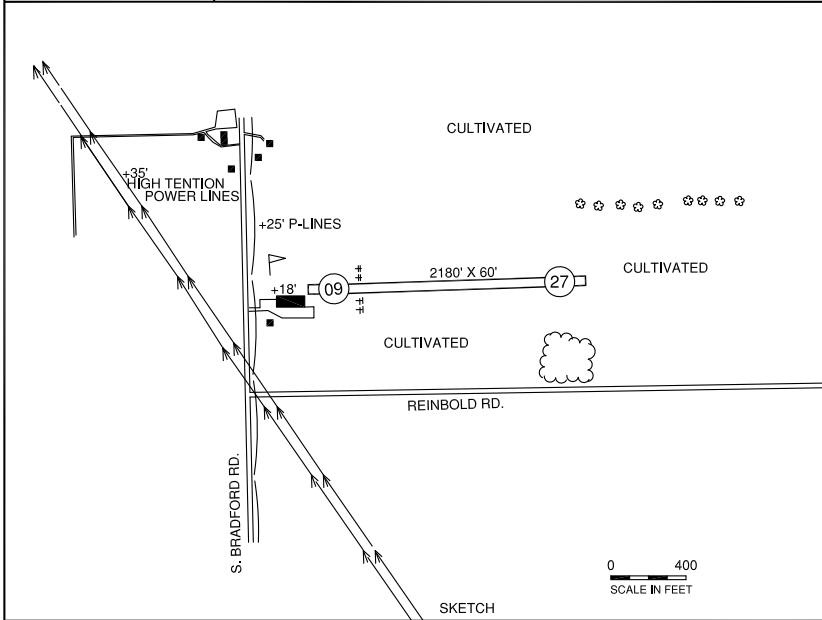 CULTIVATED
+35'
HIGH TENTION
POWER LINES
+25' P-LINES
2180' X 60'
CULTIVATED
+18'
09
27
CULTIVATED
REINBOLD RD.
S. BRADFORD RD.
0 400
SCALE IN FEET
SKETCH